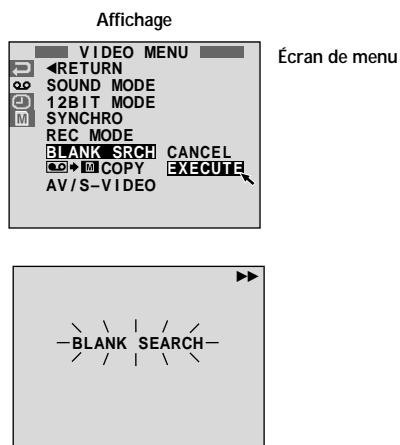 Affichage
Écran de menu
VIDEO MENU
◀RETURN
SOUND MODE
12BIT MODE
M SYNCHRO
REC MODE
BLANK SRCH CANCEL
M COPY EXECUTE
AV/S–VIDEO
BLANK SEARCH